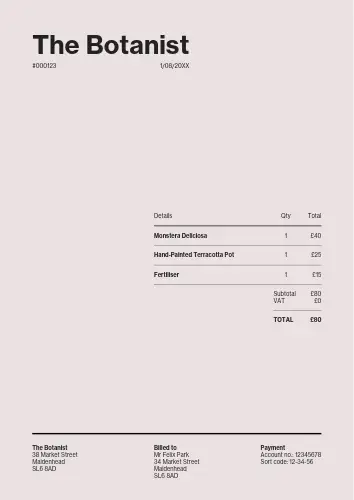 The Botanist
#000123 1/08/20XX
Details Qty Total
Monstera Deliciosa 1 £40
Hand-Painted Terracotta Pot 1 £25
Fertiliser 1 £15
Subtotal £80
VAT £0
TOTAL £80
The Botanist
38 Market Street
Maidenhead
SL6 8AD
Billed to
Mr Felix Park
34 Market Street
Maidenhead
SL6 8AD
Payment
Account no.: 12345678
Sort code: 12-34-56